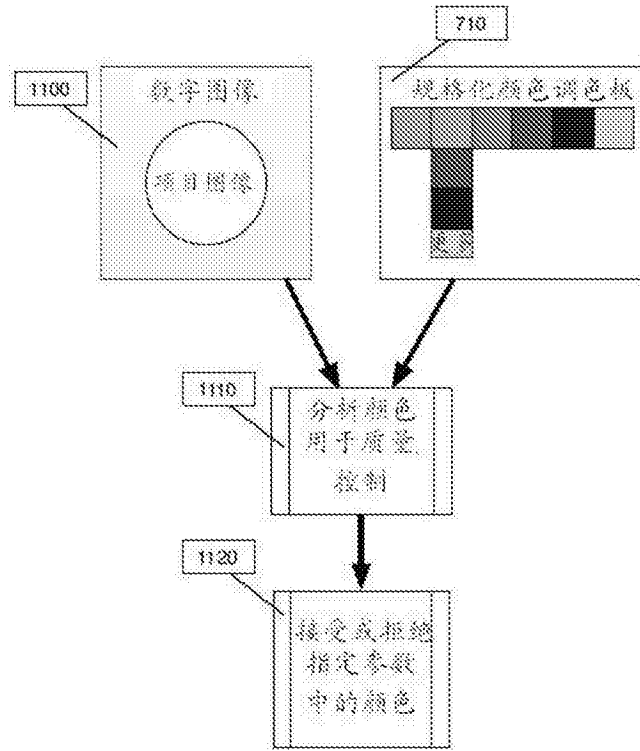 710
1100
数字图像
规格化颜色调色板
项目图像
1110
分析颜色
用于质量
控制
1120
接受或拒绝
指定参数
中的颜色